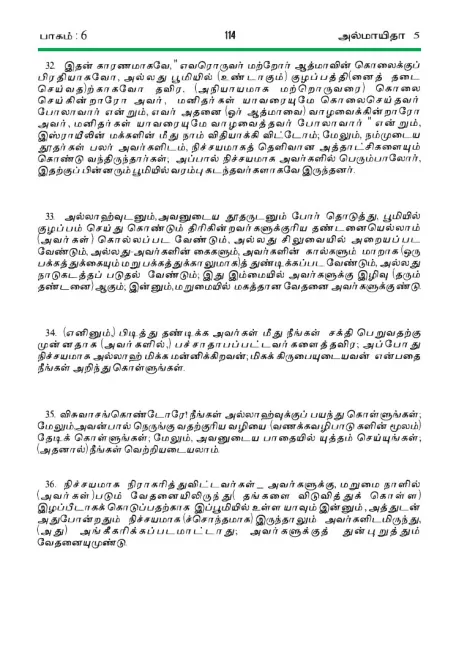 பாகம் : 6 114 அல்மாயிதா 5
32. இதன் காரணமாகவே, "எவரொருவர் மற்றோர் ஆத்மாவின் கொலைக்குப்
பிரதியாகவோ, அல்லது பூமியில் (உண்டாகும்) குழப்பத்தி(னைத் தடை
செய்வத)ற்காகவோ தவிர, (அநியாயமாக மற்றொருவரை) கொலை
செய்கின்றாரோ அவர், மனிதர்கள் யாவரையுமே கொலைசெய்தவர்
போலாவார் என்றும், எவர் அதனை (ஓர் ஆத்மாவை) வாழவைக்கின்றாரோ
அவர், மனிதர்கள் யாவரையுமே வாழவைத்தவர் போலாவார் " என்றும்,
இஸ்ராயீலின் மக்களின் மீது நாம் விதியாக்கி விட்டோம்; மேலும், நம்முடைய
தூதர்கள் பலர் அவர்களிடம், நிச்சயமாகத் தெளிவான அத்தாட்சிகளையும்
கொண்டு வந்திருந்தார்கள்; அப்பால் நிச்சயமாக அவர்களில் பெரும்பாலோர்,
இதற்குப் பின்னரும் பூமியில் வரம்பு கடந்தவர்களாகவே இருந்தனர்.
33. அல்லாஹ்வுடனும்,அவனுடைய தூதருடனும் போர் தொடுத்து, பூமியில்
குழப்பம் செய்து கொண்டும் திரிகின்றவர்களுக்குரிய தண்டனையெல்லாம்
(அவர்கள்) கொல்லப்பட வேண்டும், அல்லது சிலுவையில் அறையப்பட
வேண்டும், அல்லது அவர்களின் கைகளும், அவர்களின் கால்களும் மாறாக (ஒரு
பக்கத்துக்கையும் மறு பக்கத்துக்காலுமாக)த் துண்டிக்கப்பட வேண்டும், அல்லது
நாடுகடத்தப் படுதல் வேண்டும்; இது இம்மையில் அவர்களுக்கு இழிவு (தரும்
தண்டனை) ஆகும்; இன்னும்,மறுமையில் மகத்தான வேதனை அவர்களுக்குண்டு.
34. (எனினும்,) பிடித்து தண்டிக்க அவர்கள் மீது நீங்கள் சக்தி பெறுவதற்கு
முன்னதாக (அவர்களில்,) பச்சாதாபப்பட்டவர்களைத்தவிர; அப்போது
நிச்சயமாக அல்லாஹ் மிக்க மன்னிக்கிறவன்; மிகக் கிருபையுடையவன் என்பதை
நீங்கள் அறிந்து கொள்ளுங்கள்.
35. விசுவாசங்கொண்டோரே! நீங்கள் அல்லாஹ்வுக்குப் பயந்து கொள்ளுங்கள்;
மேலும்அவன்பால் நெருங்குவதற்குரிய வழியை (வணக்கவழிபாடுகளின் மூலம்)
தேடிக் கொள்ளுங்கள்; மேலும், அவனுடைய பாதையில் யுத்தம் செய்யுங்கள்;
(அதனால்) நீங்கள் வெற்றியடையலாம்.
36. நிச்சயமாக நிராகரித்துவிட்டவர்கள் _ அவர்களுக்கு, மறுமை நாளில்
(அவர்கள்)படும் வேதனையிலிருந்து( தங்களை விடுவித்துக் கொள்ள)
இழப்பீடாகக் கொடுப்பதற்காக இப்பூமியில் உள்ள யாவும் இன்னும் , அத்துடன்
அதுபோன்றதும் நிச்சயமாக (ச்சொந்தமாக) இருந்தாலும் அவர்களிடமிருந்து,
(அது) அங்கீகரிக்கப்படமாட்டாது; அவர்களுக்குத் துன்புறுத்தும்
வேதனையுமுண்டு.